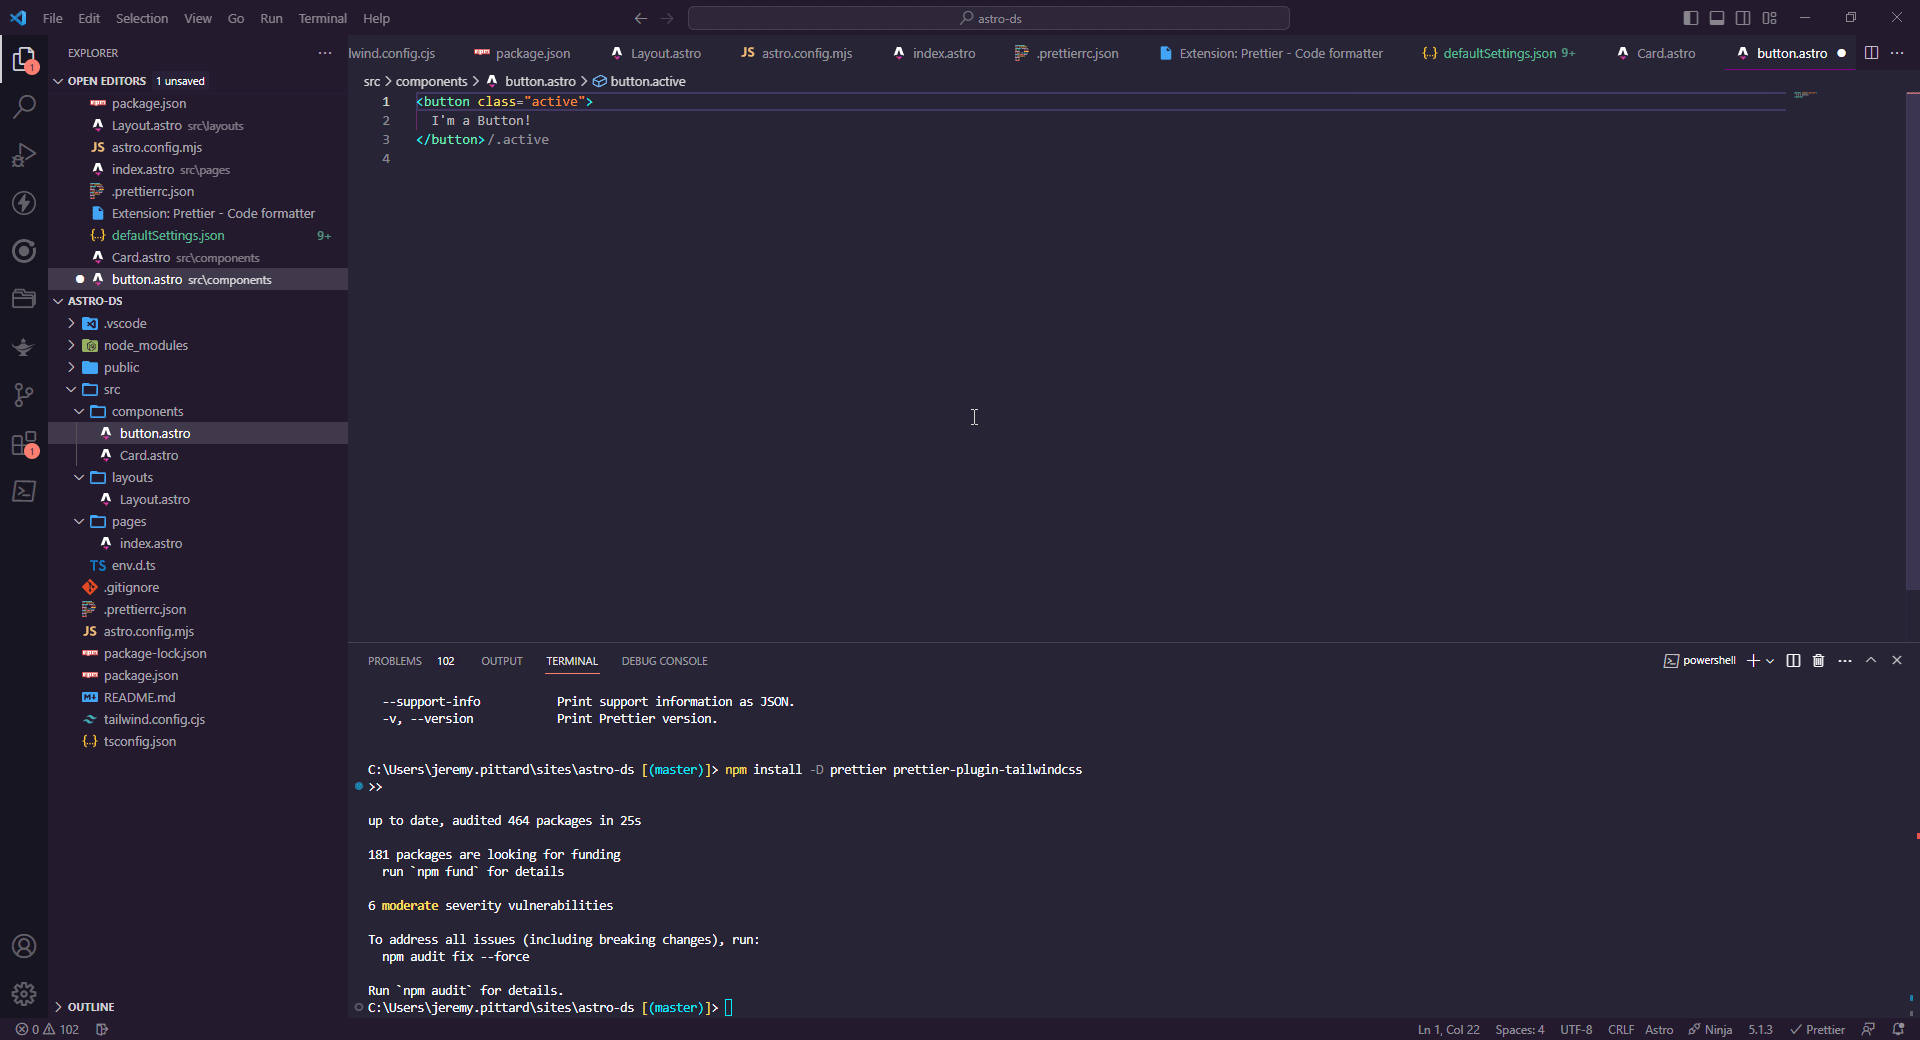 File Edit Selection View Go Run Terminal Help
astro-ds
EXPLORER
OPEN EDITORS 1 unsaved
package.json
Layout.astro src\layouts
astro.config.mjs
index.astro src\pages
.prettierrc.json
Extension: Prettier - Code formatter
defaultSettings.json 9+
Card.astro src\components
button.astro src\components
ASTRO-DS
.vscode
node_modules
public
src
components
button.astro
Card.astro
layouts
Layout.astro
pages
index.astro
TS env.d.ts
.gitignore
.prettierrc.json
JS astro.config.mjs
package-lock.json
package.json
README.md
tailwind.config.cjs
tsconfig.json
OUTLINE
lwind.config.cjs package.json Layout.astro JS astro.config.mjs index.astro .prettierrc.json Extension: Prettier - Code formatter defaultSettings.json 9+ Card.astro button.astro
src > components > button.astro > button.active
1 <button class="active">
2 I'm a Button!
3 </button>/.active
4
PROBLEMS 102 OUTPUT TERMINAL DEBUG CONSOLE
powershell
--support-info Print support information as JSON.
-v, --version Print Prettier version.
C:\Users\jeremy.pittard\sites\astro-ds [(master)]> npm install -D prettier prettier-plugin-tailwindcss
>>
up to date, audited 464 packages in 25s
181 packages are looking for funding
run `npm fund` for details
6 moderate severity vulnerabilities
To address all issues (including breaking changes), run:
npm audit fix --force
Run `npm audit` for details.
C:\Users\jeremy.pittard\sites\astro-ds [(master)]>
0 102
Ln 1, Col 22 Spaces: 4 UTF-8 CRLF Astro Ninja 5.1.3 Prettier